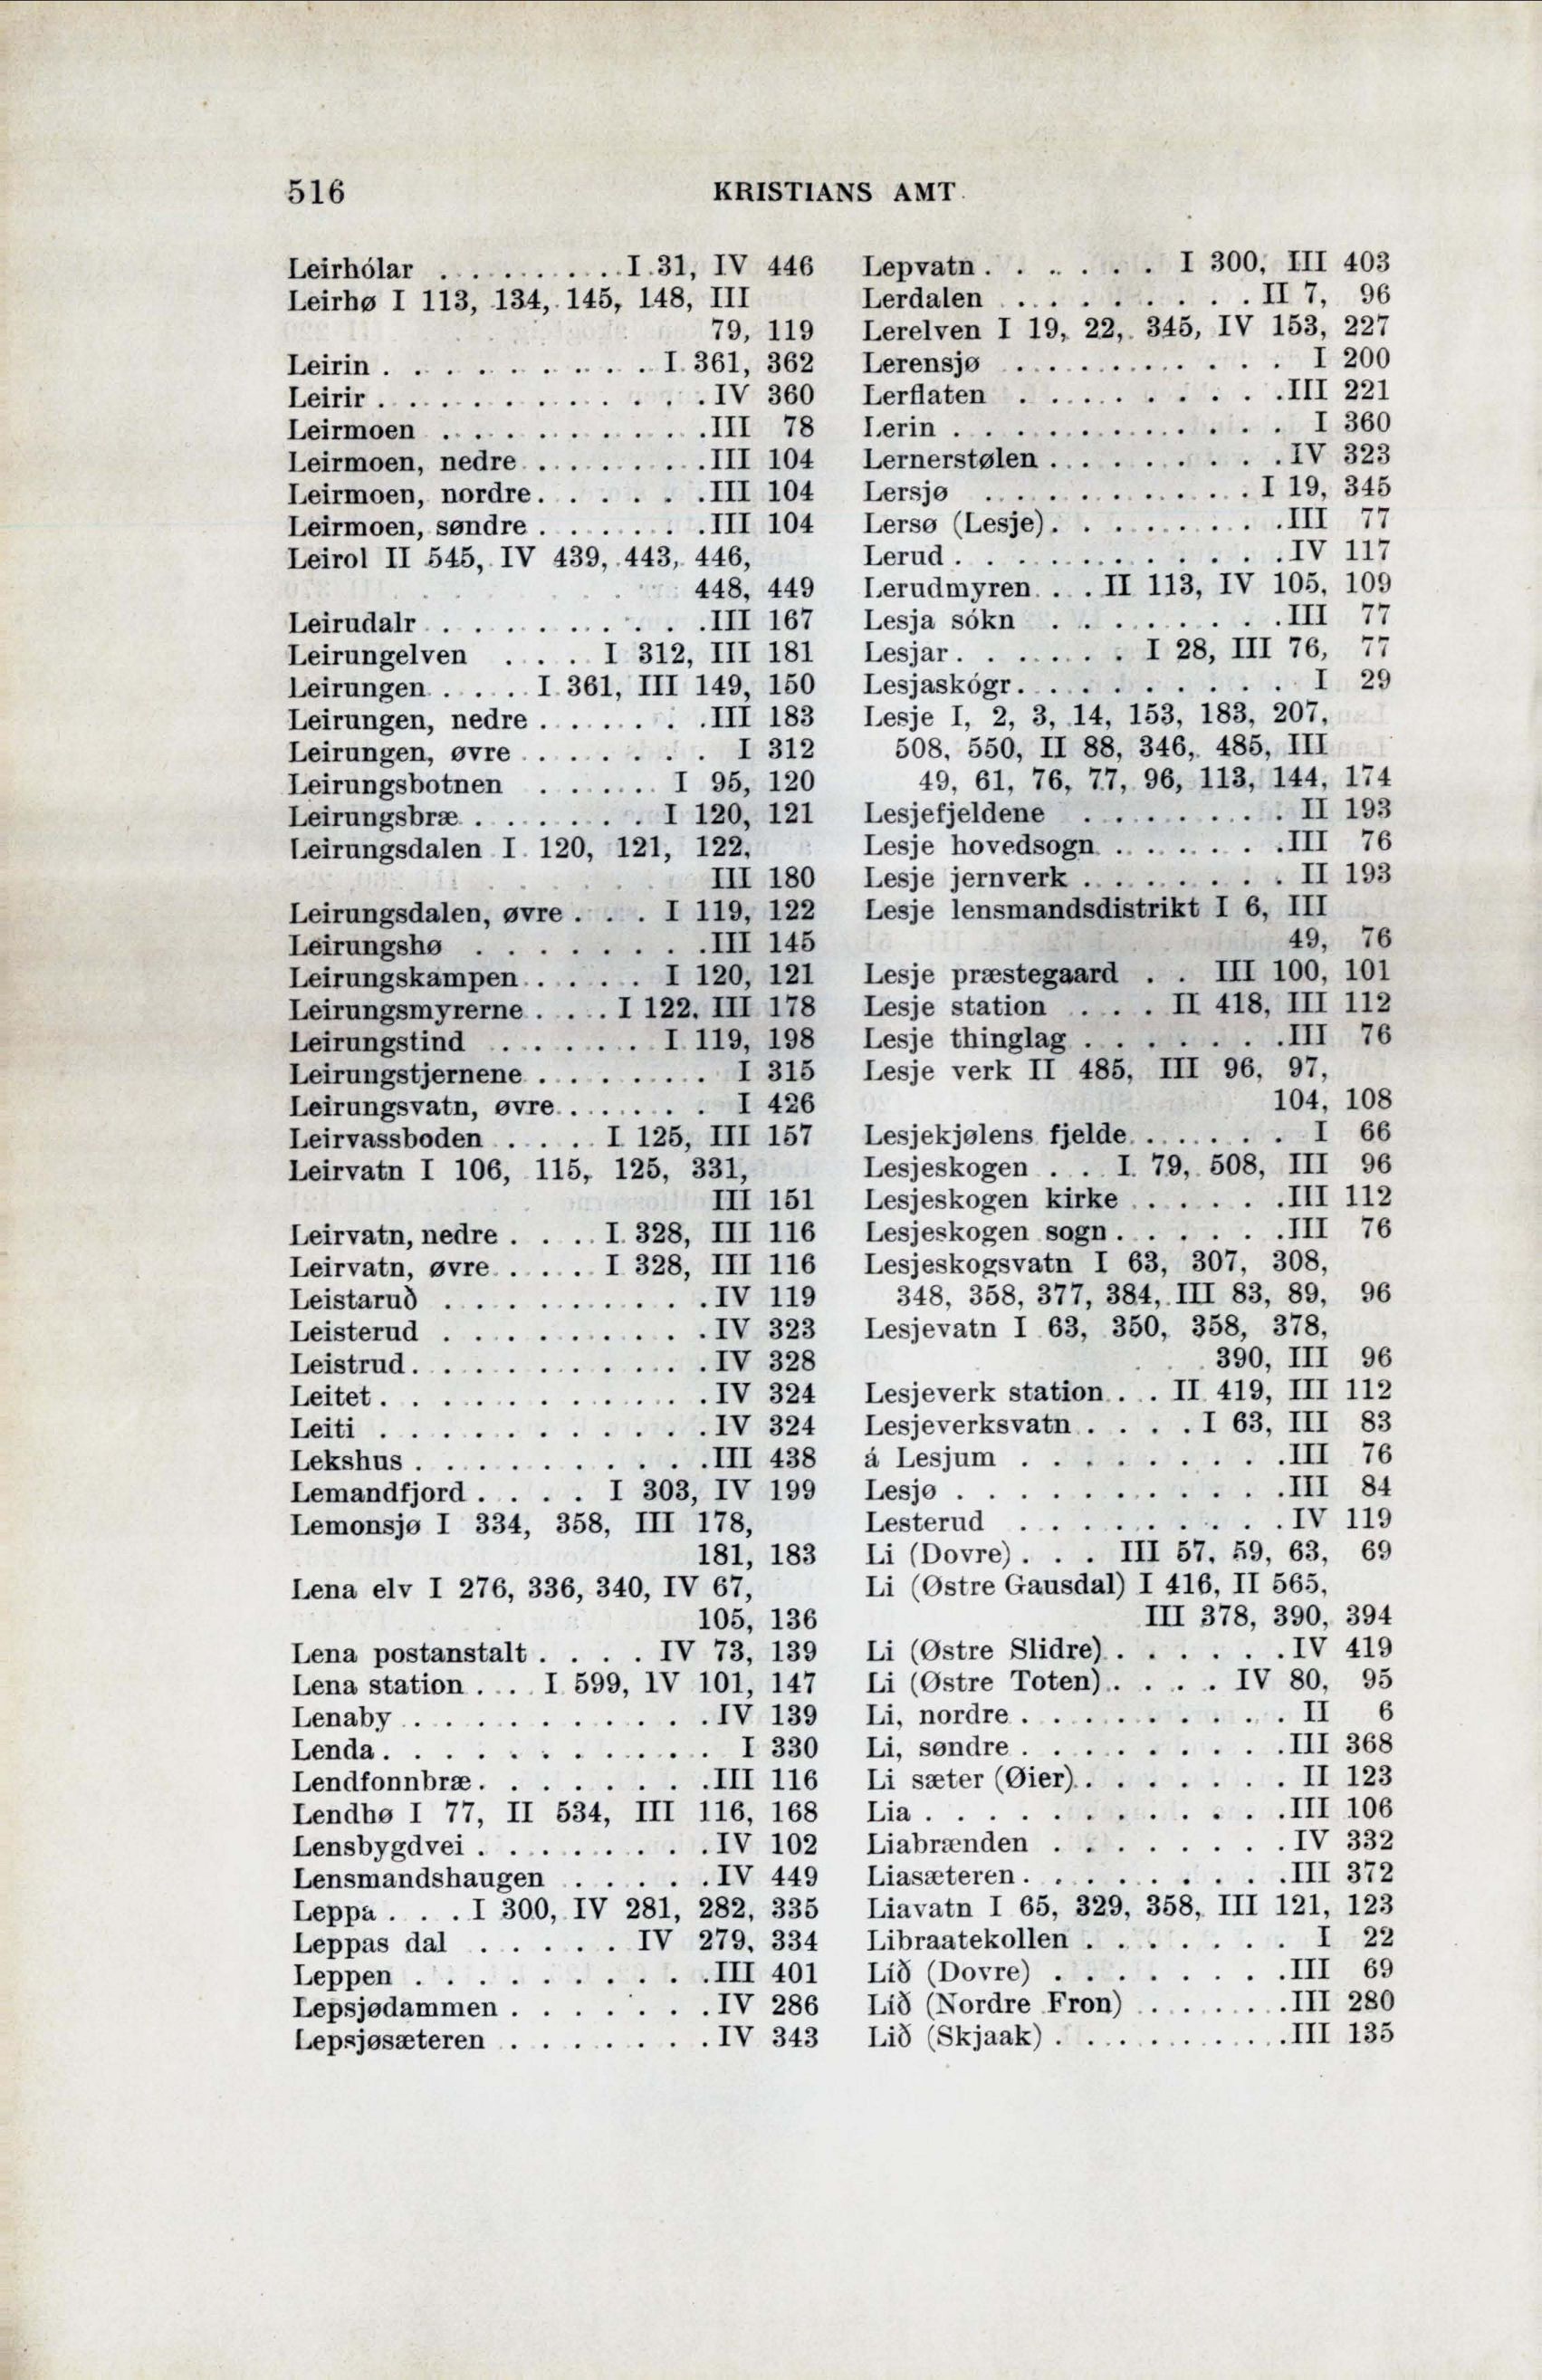 516
KRISTIANS AMT
Leirhólar . . . . . . . . . . I 31, IV 446
Leirhø I 113, 134, 145, 148, III
79, 119
Leirin . . . . . . . . . . I 361, 362
Leirir . . . . . . . . . . . IV 360
Leirmoen . . . . . . . . . . III 78
Leirmoen, nedre . . . . . . . . . III 104
Leirmoen, nordre . . . . . . . III 104
Leirmoen, søndre . . . . . . . III 104
Leirol II 545, IV 439, 443, 446,
448, 449
Leirudalr . . . . . . . . . . III 167
Leirungelven . . . . I 312, III 181
Leirungen . . . . . I 361, III 149, 150
Leirungen, nedre . . . . . . . III 183
Leirungen, øvre . . . . . . . . I 312
Leirungsbotnen . . . . . . I 95, 120
Leirungsbræ . . . . . . . . I 120, 121
Leirungsdalen I 120, 121, 122,
III 180
Leirungsdalen, øvre . . . . I 119, 122
Leirungshø . . . . . . . . . III 145
Leirungskampen . . . . . . I 120, 121
Leirungsmyrerne . . . . I 122, III 178
Leirungstind . . . . . . . . I 119, 198
Leirungstjernene . . . . . . . . . I 315
Leirungsvatn, øvre . . . . . . . I 426
Leirvassboden . . . . . I 125, III 157
Leirvatn I 106, 115, 125, 331,
III 151
Leirvatn, nedre . . . . I 328, III 116
Leirvatn, øvre . . . . . I 328, III 116
Leistaruð . . . . . . . . . . IV 119
Leisterud . . . . . . . . . . IV 323
Leistrud . . . . . . . . . . . IV 328
Leitet . . . . . . . . . . . . IV 324
Leiti . . . . . . . . . . . . IV 324
Lekshus . . . . . . . . . . . III 438
Lemandfjord . . . . I 303, IV 199
Lemonsjø I 334, 358, III 178,
181, 183
Lena elv I 276, 336, 340, IV 67,
105, 136
Lena postanstalt . . . . IV 73, 139
Lena station . . . I 599, IV 101, 147
Lenaby . . . . . . . . . . . IV 139
Lenda . . . . . . . . . . . . I 330
Lendfonnbræ . . . . . . . . III 116
Lendhø I 77, II 534, III 116, 168
Lensbygdvei . . . . . . . . . IV 102
Lensmandshaugen . . . . . . IV 449
Leppa . . . I 300, IV 281, 282, 335
Leppas dal . . . . . . IV 279, 334
Leppen . . . . . . . . . . III 401
Lepsjødammen . . . . . . . IV 286
Lepsjøsæteren . . . . . . . . IV 343
Lepvatn . . . . . . . I 300, III 403
Lerdalen . . . . . . . . . II 7, 96
Lerelven I 19, 22, 345, IV 153, 227
Lerensjø . . . . . . . . . . . I 200
Lerflaten . . . . . . . . . . III 221
Lerin . . . . . . . . . . . . I 360
Lernerstølen . . . . . . . . . IV 323
Lersjø . . . . . . . . . . I 19, 345
Lersø (Lesje) . . . . . . . . . III 77
Lerud . . . . . . . . . . . . IV 117
Lerudmyren . . . II 113, IV 105, 109
Lesja sókn . . . . . . . . . III 77
Lesjar . . . . . . . I 28, III 76, 77
Lesjaskógr . . . . . . . . . . I 29
Lesje I, 2, 3, 14, 153, 183, 207,
508, 550, II 88, 346, 485, III
49, 61, 76, 77, 96, 113, 144, 174
Lesjefjeldene . . . . . . . . . II 193
Lesje hovedsogn . . . . . . . . III 76
Lesje jernverk . . . . . . . . . II 193
Lesje lensmandsdistrikt I 6, III
49, 76
Lesje præstegaard . . III 100, 101
Lesje station . . . . II 418, III 112
Lesje thinglag . . . . . . . . III 76
Lesje verk II 485, III 96, 97,
104, 108
Lesjekjølens fjelde . . . . . . . I 66
Lesjeskogen . . . I 79, 508, III 96
Lesjeskogen kirke . . . . . . III 112
Lesjeskogen sogn . . . . . . . III 76
Lesjeskogsvatn I 63, 307, 308,
348, 358, 377, 384, III 83, 89, 96
Lesjevatn I 63, 350, 358, 378,
390, III 96
Lesjeverk station . . . II 419, III 112
Lesjeverksvatn . . . . I 63, III 83
á Lesjum . . . . . . . . . . III 76
Lesjø . . . . . . . . . . . . III 84
Lesterud . . . . . . . . . . IV 119
Li (Dovre) . . . III 57, 59, 63, 69
Li (Østre Gausdal) I 416, II 565,
III 378, 390, 394
Li (Østre Slidre) . . . . . . . IV 419
Li (Østre Toten) . . . . . IV 80, 95
Li, nordre . . . . . . . . . . II 6
Li, søndre . . . . . . . . . . III 368
Li sæter (Øier) . . . . . . . . II 123
Lia . . . . . . . . . . . . . III 106
Liabrænden . . . . . . . . . IV 332
Liasæteren . . . . . . . . . . III 372
Liavatn I 65, 329, 358, III 121, 123
Libraatekollen . . . . . . . . I 22
Lið (Dovre) . . . . . . . . . III 69
Lið (Nordre Fron) . . . . . . . III 280
Lið (Skjaak) . . . . . . . . . III 135